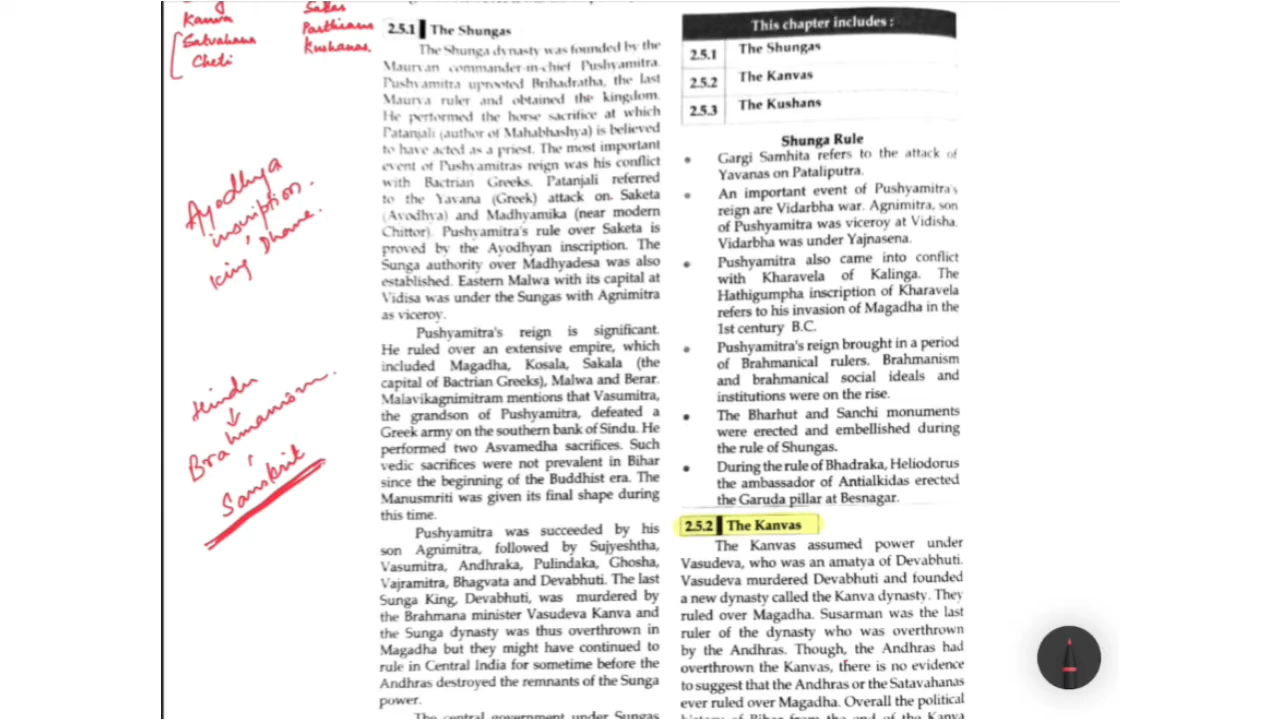 Kanva
Satvahana
Cheti
Sakas
Parthians
Kushanas.
Ayodhya
inscription.
King Dhane.
Hindu
↓
Brahmanism.
Sanskrit
2.5.1 The Shungas
The Shunga dynasty was founded by the
Mauryan commander-in-chief Pushyamitra.
Pushyamitra uprooted Brihadratha, the last
Maurya ruler and obtained the kingdom.
He performed the horse sacrifice at which
Patanjali (author of Mahabhashya) is believed
to have acted as a priest. The most important
event of Pushyamitras reign was his conflict
with Bactrian Greeks. Patanjali referred
to the Yavana (Greek) attack on Saketa
(Ayodhya) and Madhyamika (near modern
Chittor). Pushyamitra's rule over Saketa is
proved by the Ayodhyan inscription. The
Sunga authority over Madhyadesa was also
established. Eastern Malwa with its capital at
Vidisa was under the Sungas with Agnimitra
as viceroy.
Pushyamitra's reign is significant.
He ruled over an extensive empire, which
included Magadha, Kosala, Sakala (the
capital of Bactrian Greeks), Malwa and Berar.
Malavikagnimitram mentions that Vasumitra,
the grandson of Pushyamitra, defeated a
Greek army on the southern bank of Sindu. He
performed two Asvamedha sacrifices. Such
vedic sacrifices were not prevalent in Bihar
since the beginning of the Buddhist era. The
Manusmriti was given its final shape during
this time.
Pushyamitra was succeeded by his
son Agnimitra, followed by Sujyeshtha,
Vasumitra, Andhraka, Pulindaka, Ghosha,
Vajramitra, Bhagvata and Devabhuti. The last
Sunga King, Devabhuti, was murdered by
the Brahmana minister Vasudeva Kanva and
the Sunga dynasty was thus overthrown in
Magadha but they might have continued to
rule in Central India for sometime before the
Andhras destroyed the remnants of the Sunga
power.
The central government under Sungas
This chapter includes :
2.5.1 The Shungas
2.5.2 The Kanvas
2.5.3 The Kushans
Shunga Rule
• Gargi Samhita refers to the attack of
Yavanas on Pataliputra.
• An important event of Pushyamitra's
reign are Vidarbha war. Agnimitra, son
of Pushyamitra was viceroy at Vidisha.
Vidarbha was under Yajnasena.
• Pushyamitra also came into conflict
with Kharavela of Kalinga. The
Hathigumpha inscription of Kharavela
refers to his invasion of Magadha in the
1st century B.C.
• Pushyamitra's reign brought in a period
of Brahmanical rulers. Brahmanism
and brahmanical social ideals and
institutions were on the rise.
• The Bharhut and Sanchi monuments
were erected and embellished during
the rule of Shungas.
• During the rule of Bhadraka, Heliodorus
the ambassador of Antialkidas erected
the Garuda pillar at Besnagar.
2.5.2 The Kanvas
The Kanvas assumed power under
Vasudeva, who was an amatya of Devabhuti.
Vasudeva murdered Devabhuti and founded
a new dynasty called the Kanva dynasty. They
ruled over Magadha. Susarman was the last
ruler of the dynasty who was overthrown
by the Andhras. Though, the Andhras had
overthrown the Kanvas, there is no evidence
to suggest that the Andhras or the Satavahanas
ever ruled over Magadha. Overall the political
history of Bihar from the end of the Kanva